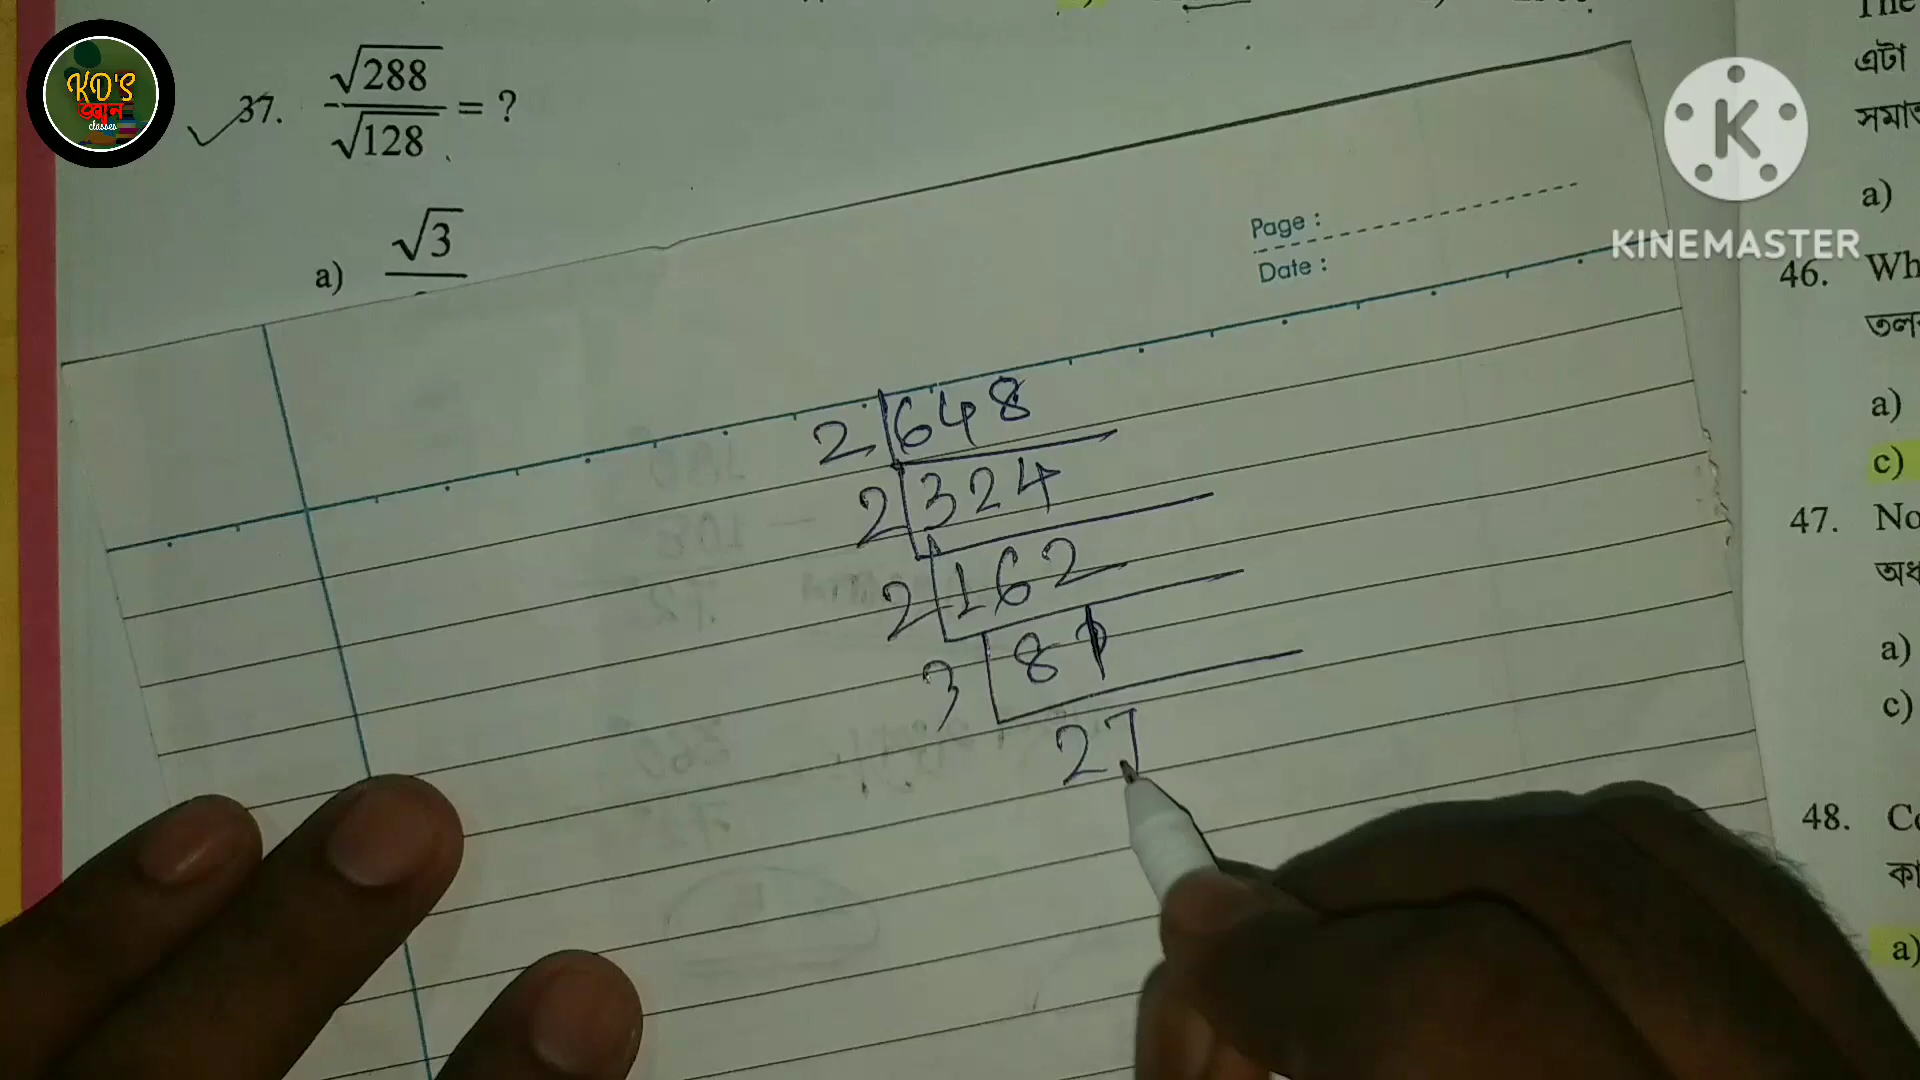 KD'S
জ্ঞান
classes
37. √288 / √128 = ?
a) √3
Page :
Date :
2 | 648
2 | 324
2 | 162
3 | 81
27
KINEMASTER
এটা
a)
46. Wh
a)
c)
47. No
a)
c)
48.
a)